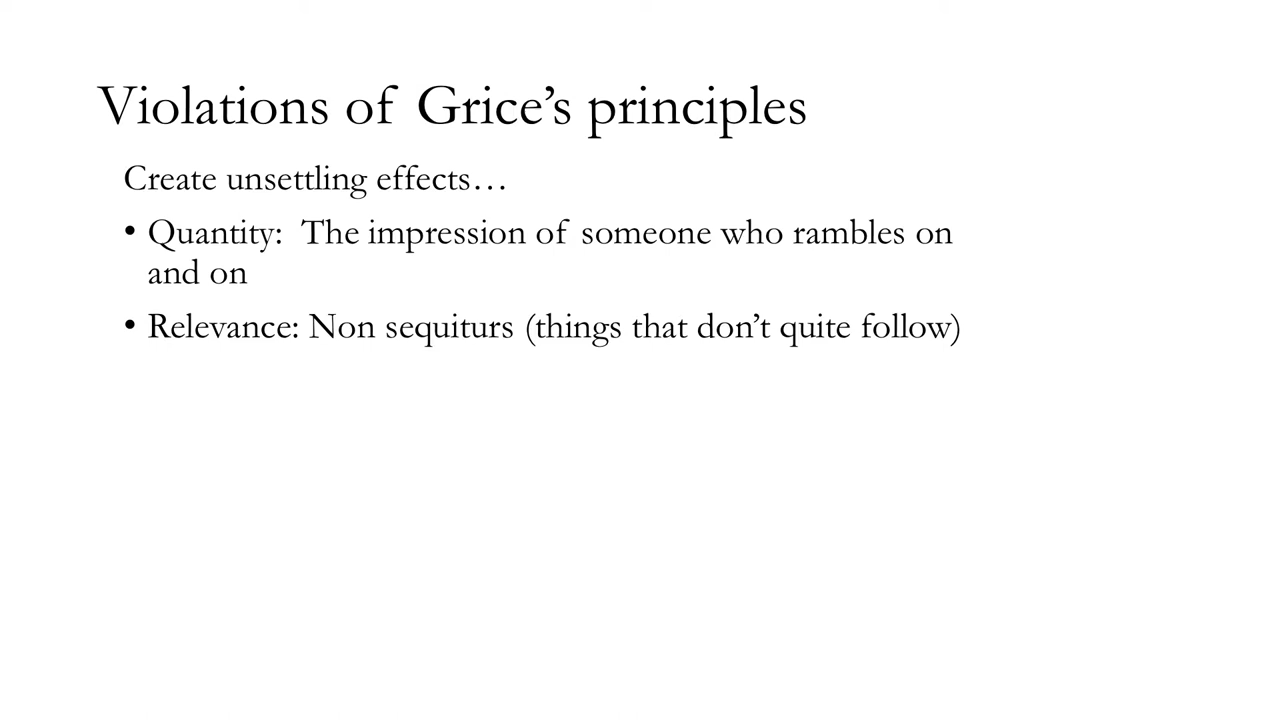 Violations of Grice’s principles
Create unsettling effects…
• Quantity: The impression of someone who rambles on
and on
• Relevance: Non sequiturs (things that don’t quite follow)